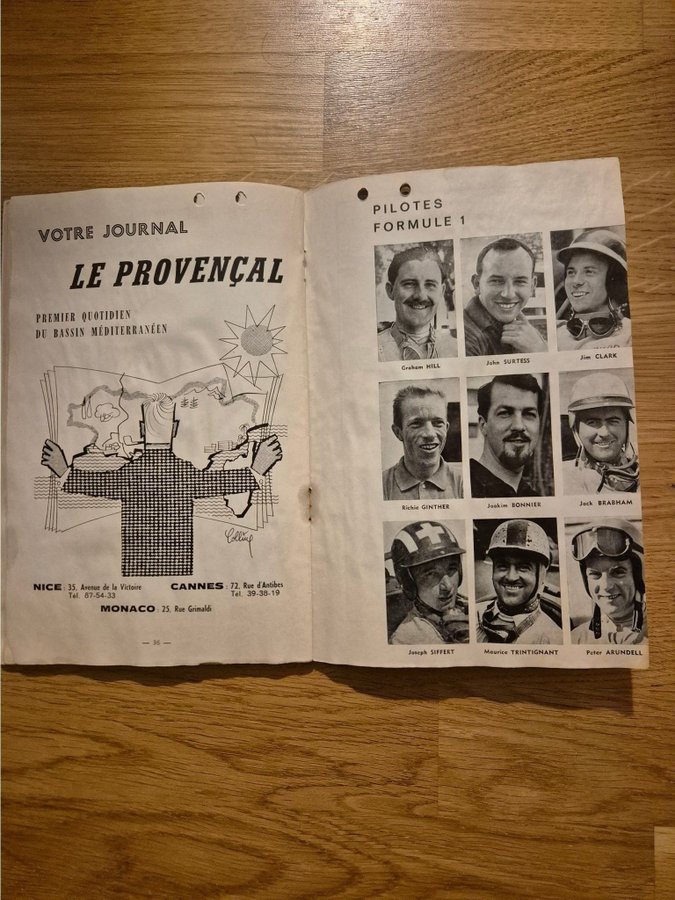 VOTRE JOURNAL
LE PROVENÇAL
PREMIER QUOTIDIEN
DU BASSIN MÉDITERRANÉEN
Collin
NICE : 35, Avenue de la Victoire
Tél. 87-54-33
CANNES : 72, Rue d'Antibes
Tél. 39-38-19
MONACO : 25, Rue Grimaldi
— 36 —
PILOTES
FORMULE 1
Graham HILL
John SURTESS
Jim CLARK
Richie GINTHER
Joakim BONNIER
Jack BRABHAM
Joseph SIFFERT
Maurice TRINTIGNANT
Peter ARUNDELL